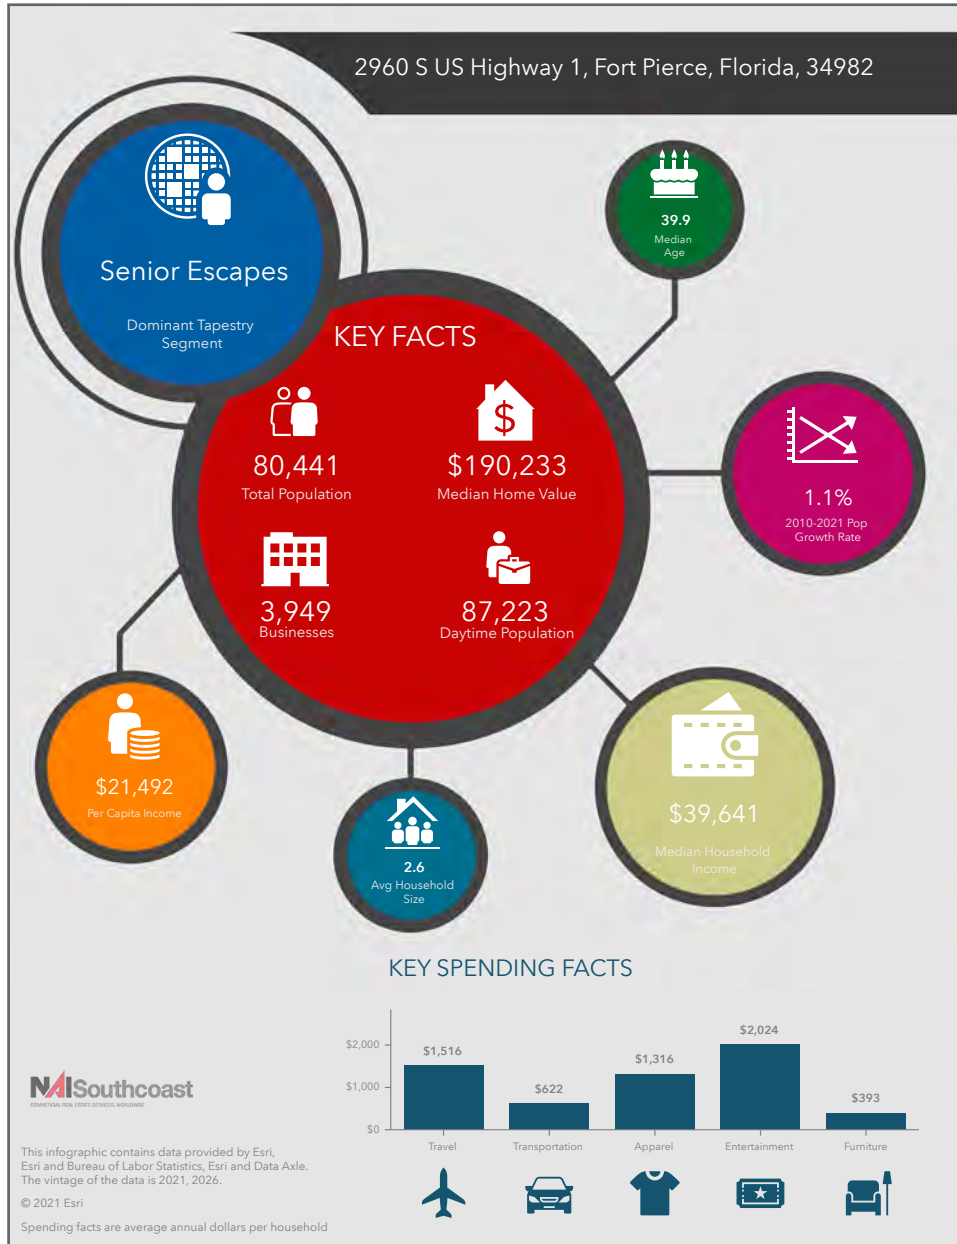 2960 S US Highway 1, Fort Pierce, Florida, 34982
Senior Escapes
Dominant Tapestry
Segment
39.9
Median
Age
KEY FACTS
80,441
Total Population
$190,233
Median Home Value
3,949
Businesses
87,223
Daytime Population
1.1%
2010-2021 Pop
Growth Rate
$21,492
Per Capita Income
2.6
Avg Household
Size
$39,641
Median Household
Income
KEY SPENDING FACTS
$2,000
$1,000
$0
$1,516
$622
$1,316
$2,024
$393
Travel
Transportation
Apparel
Entertainment
Furniture
NAISouthcoast
COMMERCIAL REAL ESTATE SERVICES, WORLDWIDE
This infographic contains data provided by Esri,
Esri and Bureau of Labor Statistics, Esri and Data Axle.
The vintage of the data is 2021, 2026.
© 2021 Esri
Spending facts are average annual dollars per household